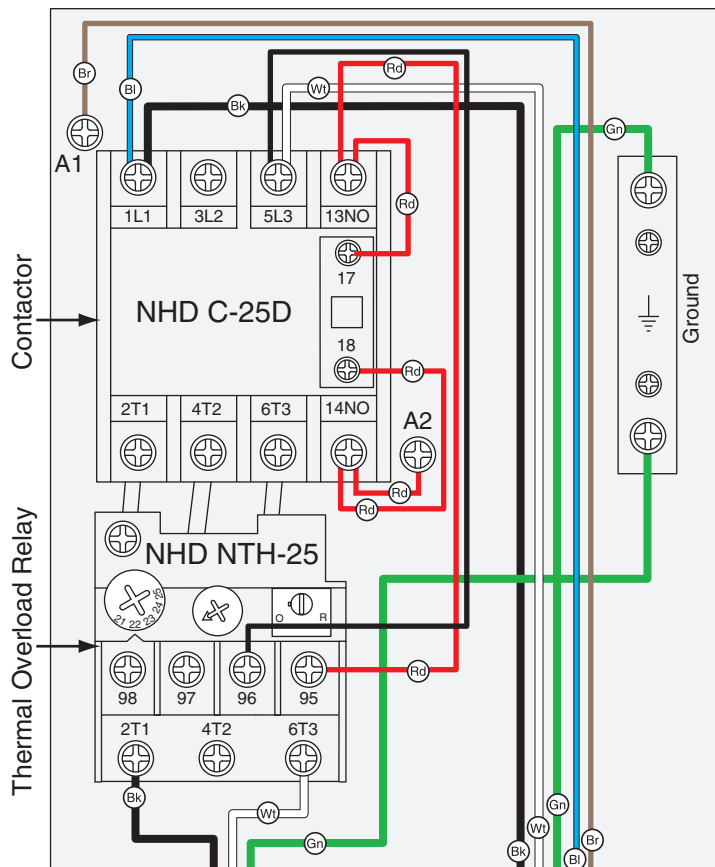 Br
Bl
Rd
Wt
Bk
Gn
A1
1L1
3L2
5L3
13NO
Rd
17
Contactor
NHD C-25D
Ground
18
Rd
2T1
4T2
6T3
14NO
A2
Rd
Rd
NHD NTH-25
Thermal Overload Relay
21 22 23 24 25
O
R
98
97
96
95
Rd
2T1
4T2
6T3
Bk
Wt
Gn
Bk
Wt
Gn
Bl
Br